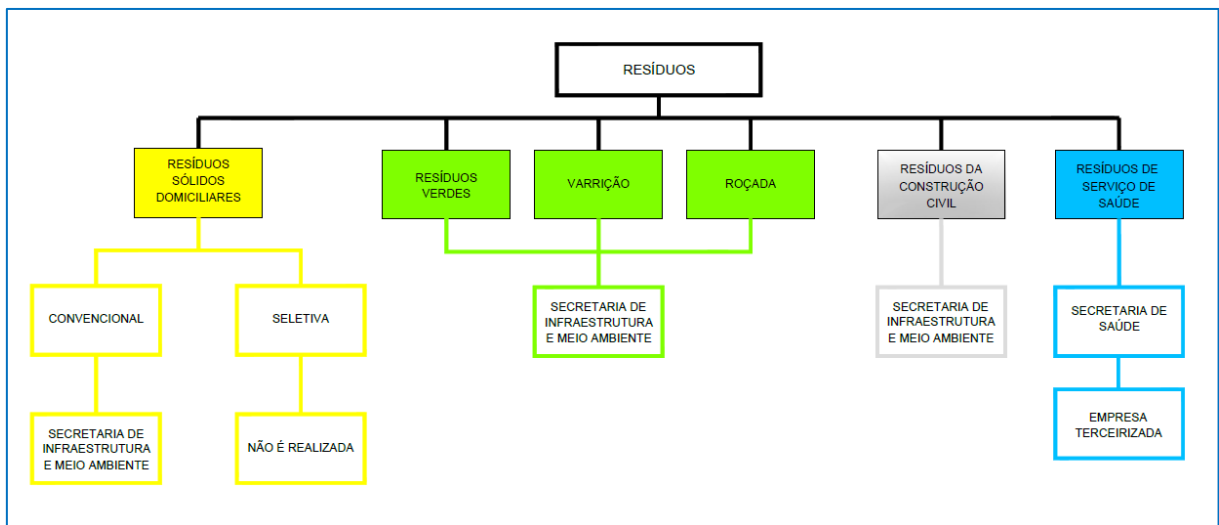 RESÍDUOS
RESÍDUOS
SÓLIDOS
DOMICILIARES
RESÍDUOS
VERDES
VARRIÇÃO
ROÇADA
RESÍDUOS DA
CONSTRUÇÃO
CIVIL
RESÍDUOS DE
SERVIÇO DE
SAÚDE
CONVENCIONAL
SELETIVA
SECRETARIA DE
INFRAESTRUTURA
E MEIO AMBIENTE
SECRETARIA DE
INFRAESTRUTURA
E MEIO AMBIENTE
SECRETARIA DE
SAÚDE
SECRETARIA DE
INFRAESTRUTURA
E MEIO AMBIENTE
NÃO É REALIZADA
EMPRESA
TERCEIRIZADA